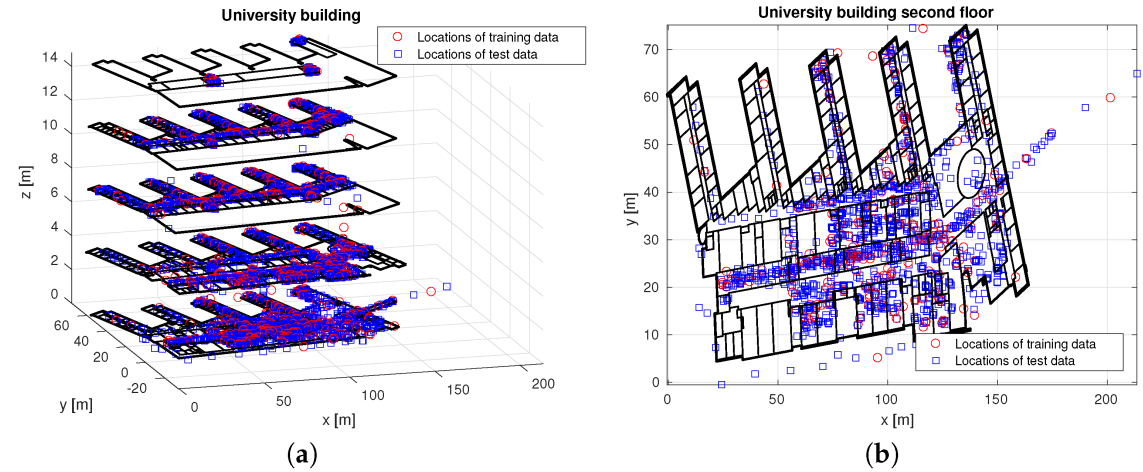 University building
Locations of training data
Locations of test data
14
12
10
8
6
4
2
0
z [m]
60
40
20
0
-20
y [m]
0
50
100
150
200
x [m]
(a)
University building second floor
70
60
50
40
30
20
10
0
y [m]
Locations of training data
Locations of test data
0
50
100
150
200
x [m]
(b)